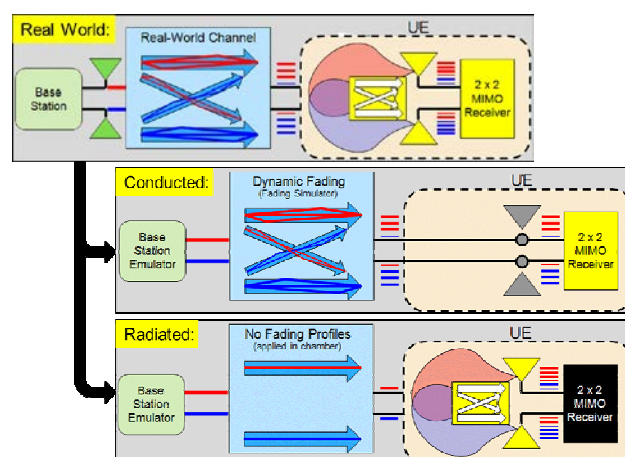 Real World:
Real-World Channel
UE
Base
Station
2 x 2
MIMO
Receiver
Conducted:
Dynamic Fading
(Fading Simulator)
UE
Base
Station
Emulator
2 x 2
MIMO
Receiver
Radiated:
No Fading Profiles
(applied in chamber)
UE
Base
Station
Emulator
2 x 2
MIMO
Receiver